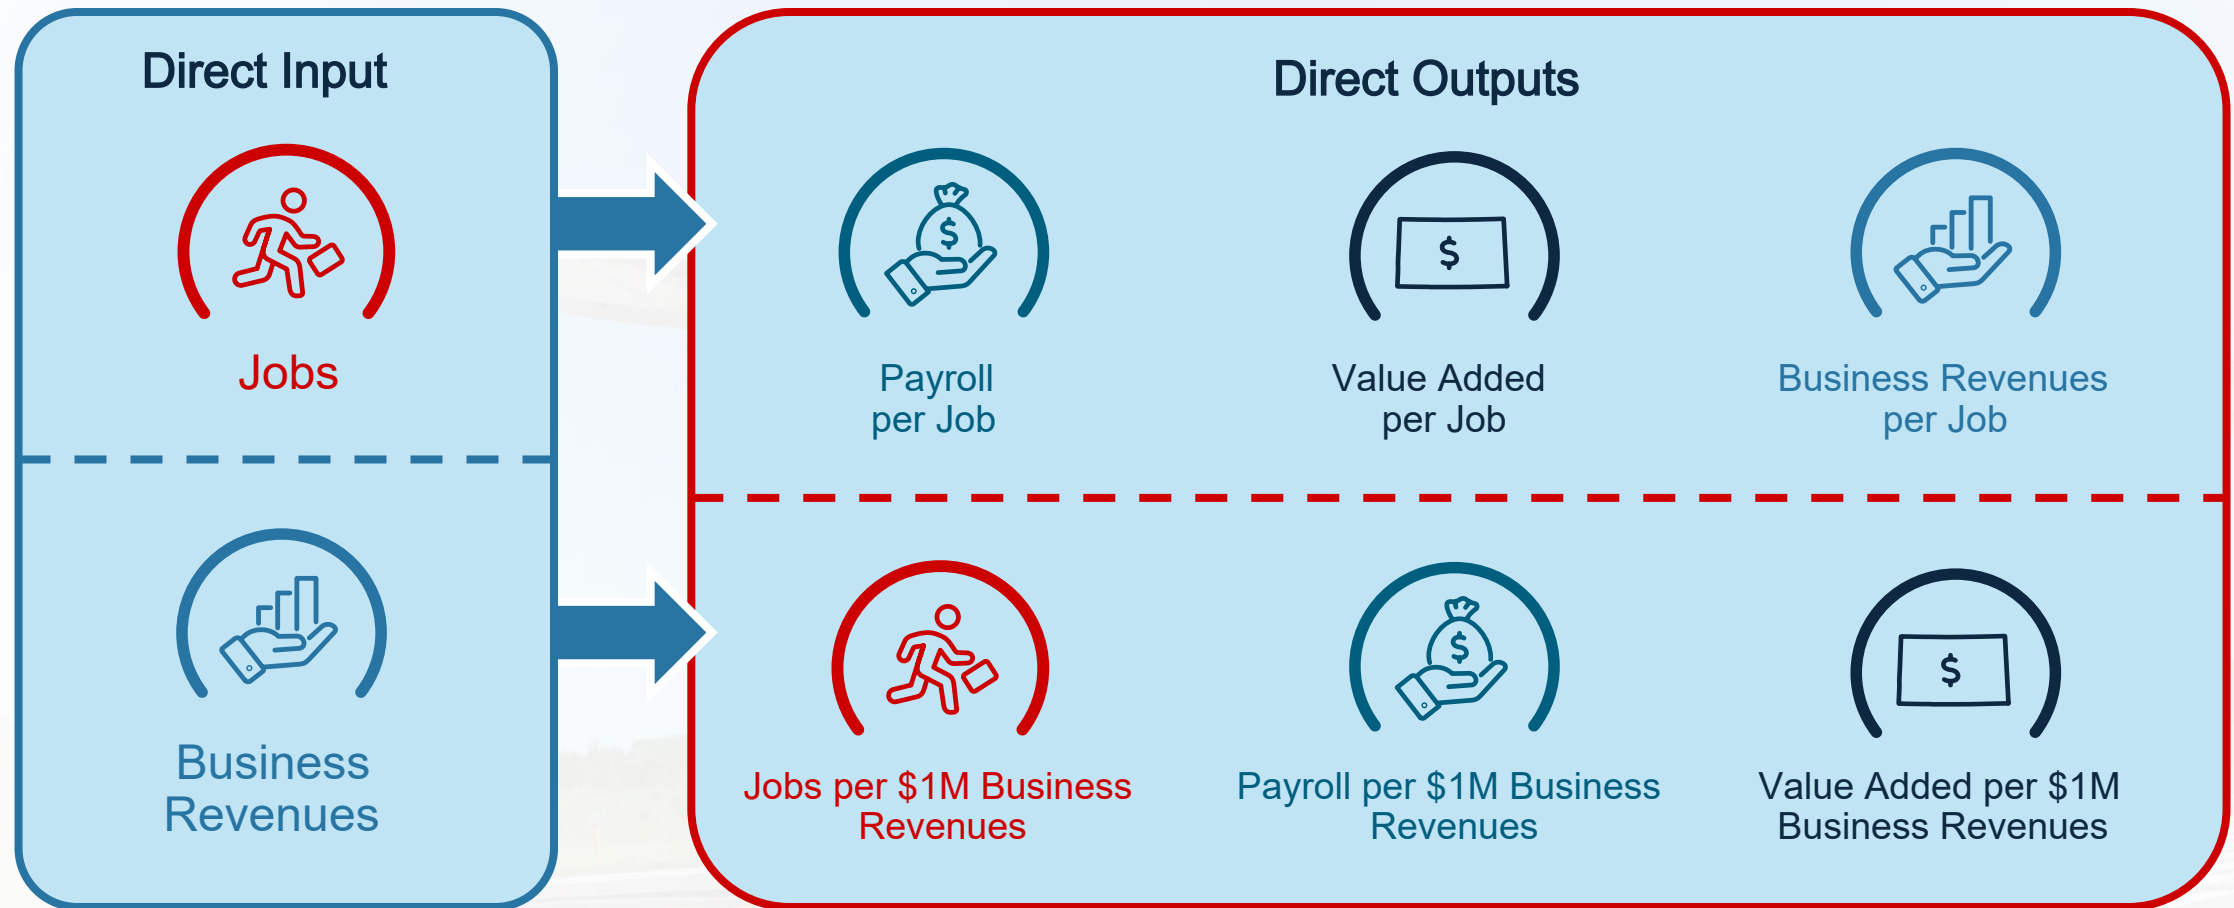 Direct Input
Jobs
Business
Revenues
Direct Outputs
$
Payroll
per Job
$
Value Added
per Job
Business Revenues
per Job
Jobs per $1M Business
Revenues
$
Payroll per $1M Business
Revenues
$
Value Added per $1M
Business Revenues